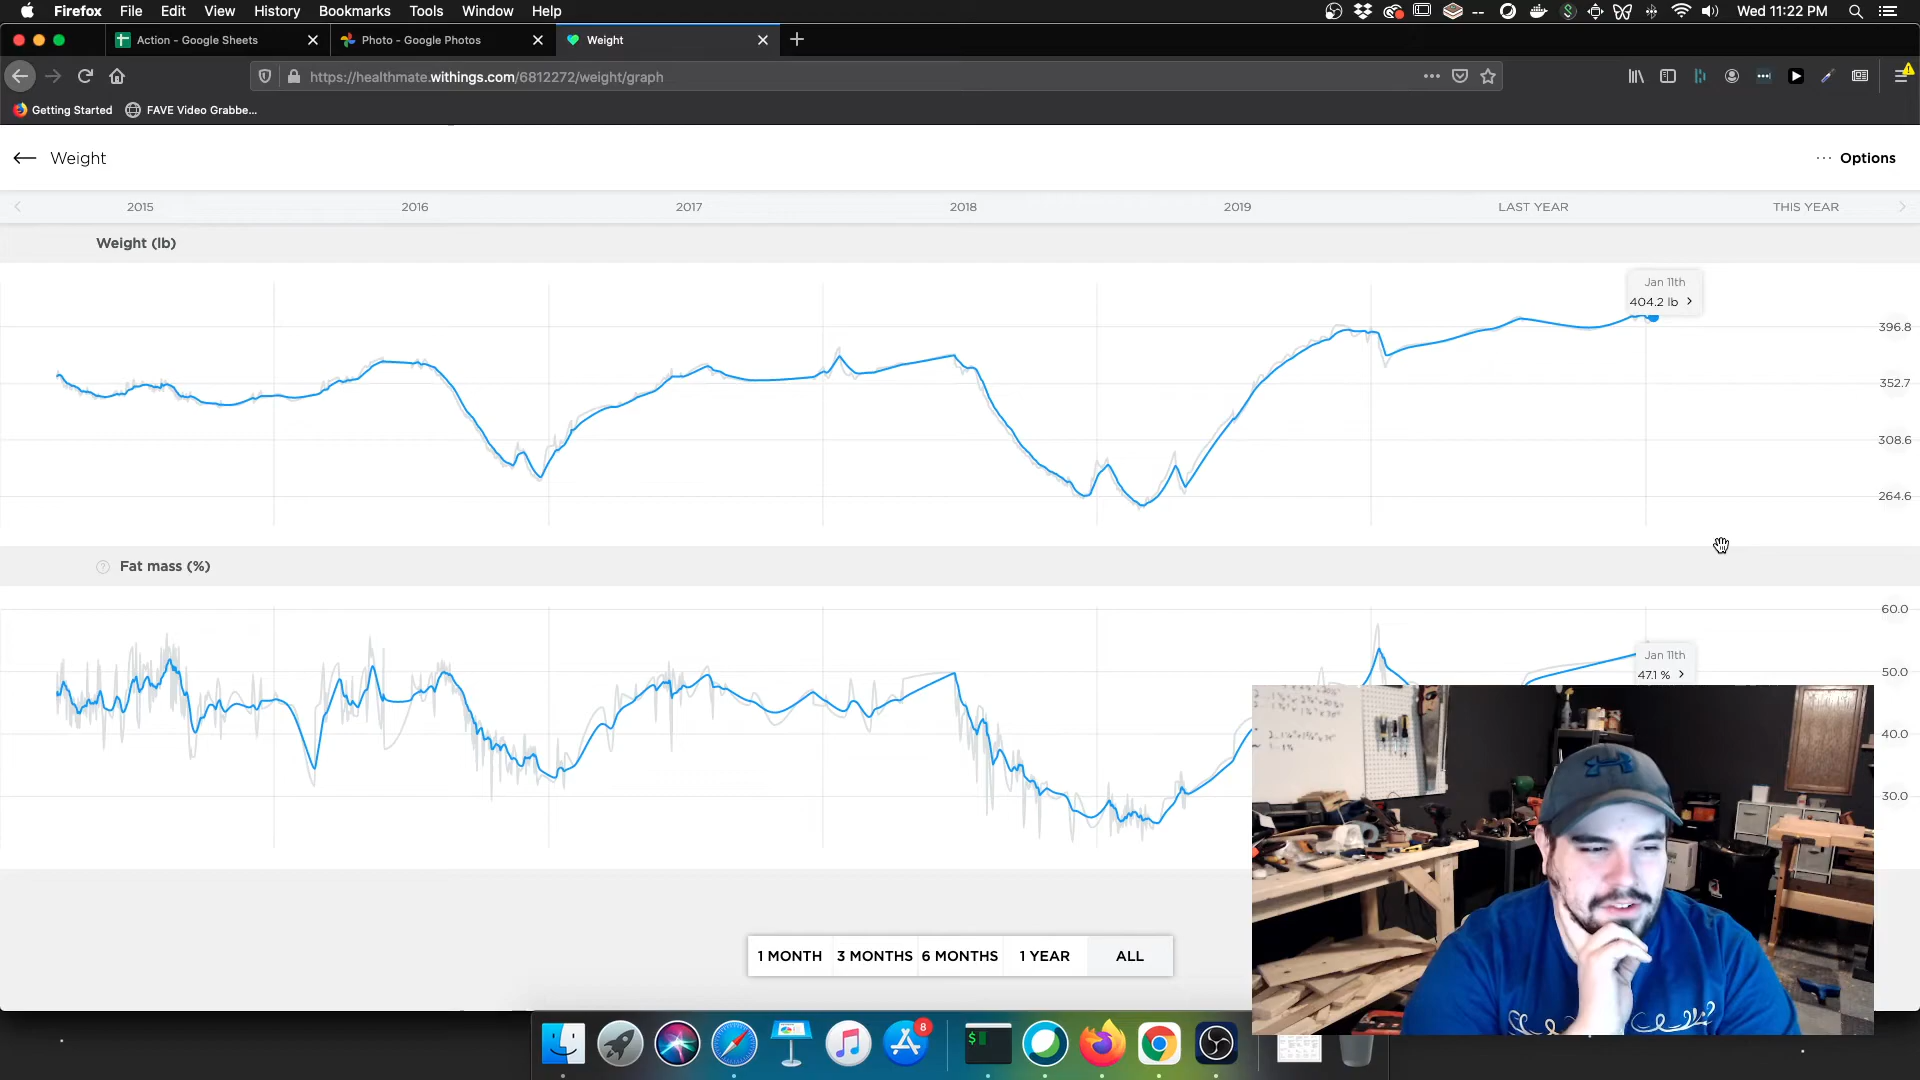 Firefox File Edit View History Bookmarks Tools Window Help Wed 11:22 PM
Action - Google Sheets Photo - Google Photos Weight
https://healthmate.withings.com/6812272/weight/graph
Getting Started FAVE Video Grabbe...
Weight Options
2015 2016 2017 2018 2019 LAST YEAR THIS YEAR
Weight (lb)
Jan 11th
404.2 lb
396.8
352.7
308.6
264.6
Fat mass (%)
60.0
Jan 11th
47.1 %
50.0
40.0
30.0
1 MONTH 3 MONTHS 6 MONTHS 1 YEAR ALL
8
$